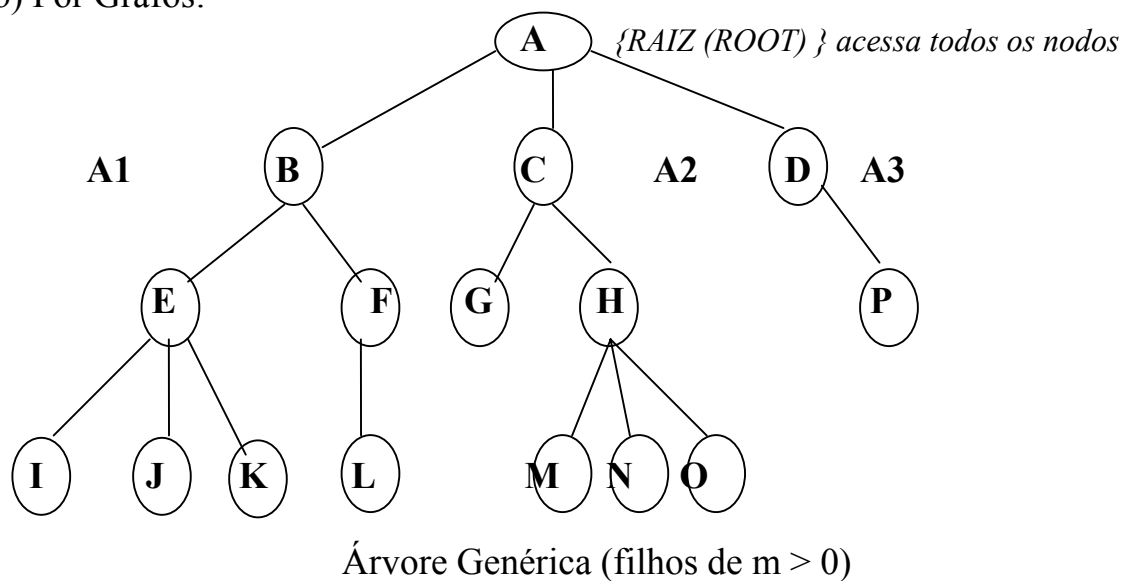 b) Por Grafos:
A {RAIZ (ROOT) } acessa todos os nodos
A1 B C A2 D A3
E F G H P
I J K L M N O
Árvore Genérica (filhos de m > 0)